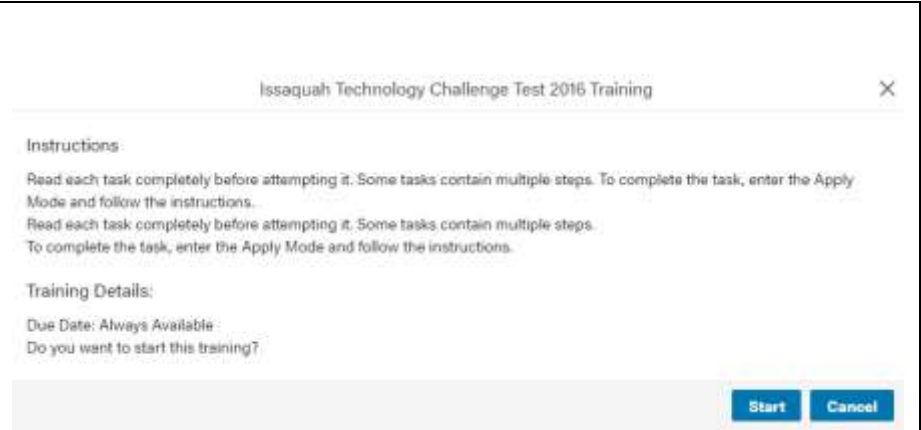 Issaquah Technology Challenge Test 2016 Training
Instructions
Read each task completely before attempting it. Some tasks contain multiple steps. To complete the task, enter the Apply
Mode and follow the instructions.
Read each task completely before attempting it. Some tasks contain multiple steps.
To complete the task, enter the Apply Mode and follow the instructions.
Training Details:
Due Date: Always Available
Do you want to start this training?
Start Cancel